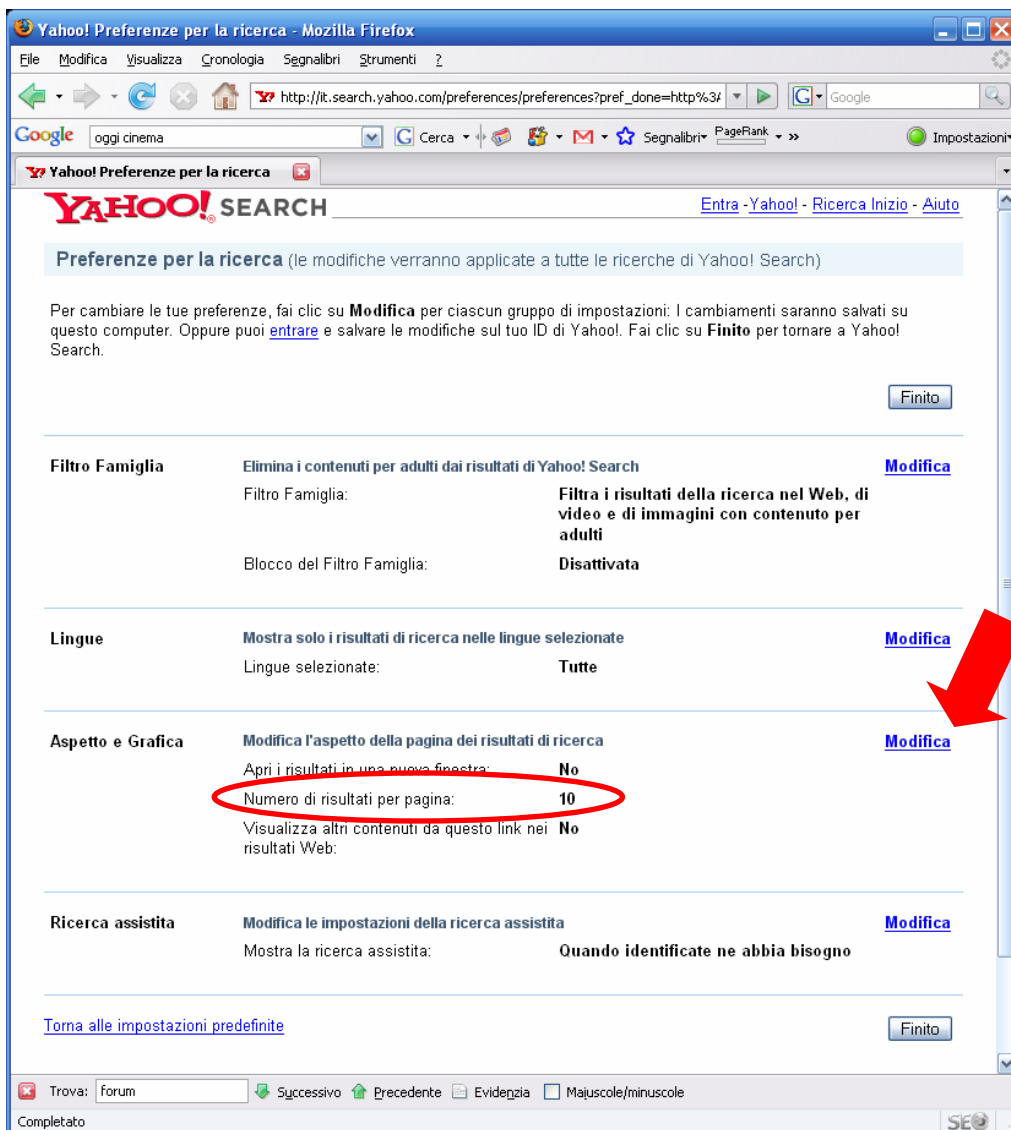 Yahoo! Preferenze per la ricerca - Mozilla Firefox
File Modifica Visualizza Cronologia Segnalibri Strumenti ?
http://it.search.yahoo.com/preferences/preferences?pref_done=http%3/ G Google
Google oggi cinema G Cerca Segnalibri PageRank » Impostazioni
Yahoo! Preferenze per la ricerca
YAHOO! SEARCH Entra - Yahoo! - Ricerca Inizio - Aiuto
Preferenze per la ricerca (le modifiche verranno applicate a tutte le ricerche di Yahoo! Search)
Per cambiare le tue preferenze, fai clic su Modifica per ciascun gruppo di impostazioni: I cambiamenti saranno salvati su
questo computer. Oppure puoi entrare e salvare le modifiche sul tuo ID di Yahoo!. Fai clic su Finito per tornare a Yahoo!
Search.
Finito
Filtro Famiglia Elimina i contenuti per adulti dai risultati di Yahoo! Search Modifica
Filtro Famiglia: Filtra i risultati della ricerca nel Web, di
video e di immagini con contenuto per
adulti
Blocco del Filtro Famiglia: Disattivata
Lingue Mostra solo i risultati di ricerca nelle lingue selezionate Modifica
Lingue selezionate: Tutte
Aspetto e Grafica Modifica l'aspetto della pagina dei risultati di ricerca Modifica
Apri i risultati in una nuova finestra: No
Numero di risultati per pagina: 10
Visualizza altri contenuti da questo link nei No
risultati Web:
Ricerca assistita Modifica le impostazioni della ricerca assistita Modifica
Mostra la ricerca assistita: Quando identificate ne abbia bisogno
Torna alle impostazioni predefinite Finito
Trova: forum Successivo Precedente Evidenzia Maiuscole/minuscole
Completato SEO